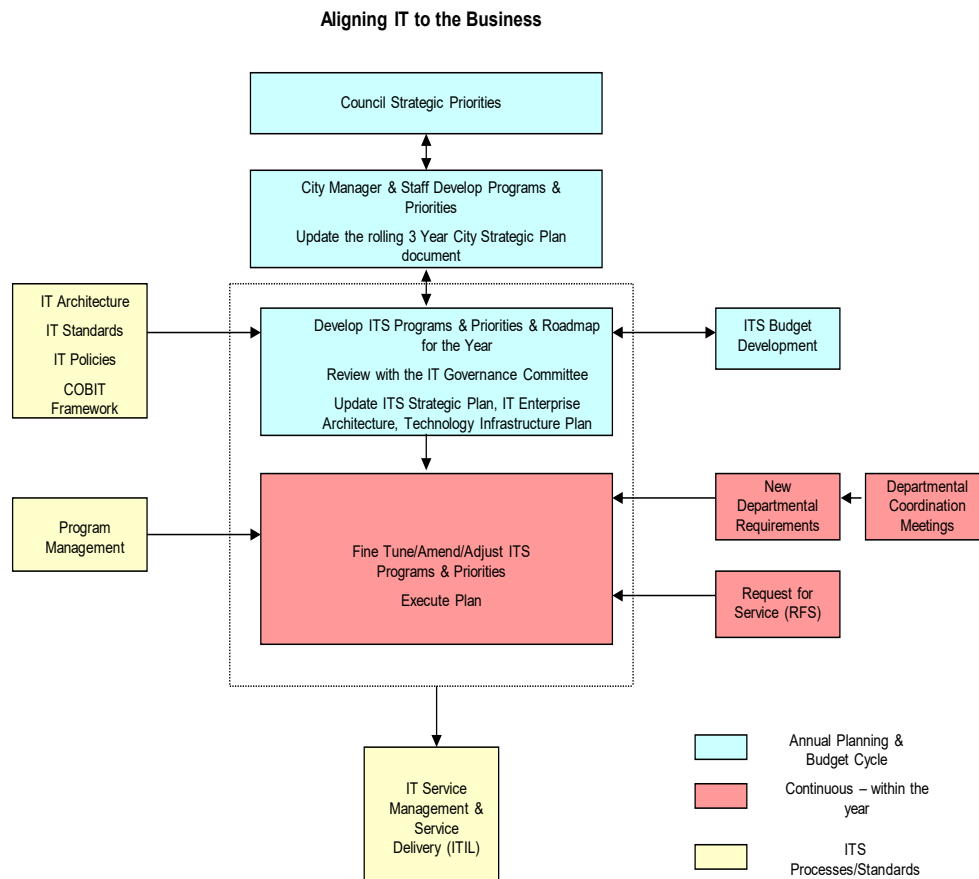 Aligning IT to the Business
Council Strategic Priorities
City Manager & Staff Develop Programs &
Priorities
Update the rolling 3 Year City Strategic Plan
document
IT Architecture
IT Standards
IT Policies
COBIT
Framework
Develop ITS Programs & Priorities & Roadmap
for the Year
Review with the IT Governance Committee
Update ITS Strategic Plan, IT Enterprise
Architecture, Technology Infrastructure Plan
ITS Budget
Development
Program
Management
Fine Tune/Amend/Adjust ITS
Programs & Priorities
Execute Plan
New
Departmental
Requirements
Departmental
Coordination
Meetings
Request for
Service (RFS)
IT Service
Management &
Service
Delivery (ITIL)
Annual Planning &
Budget Cycle
Continuous – within the
year
ITS
Processes/Standards